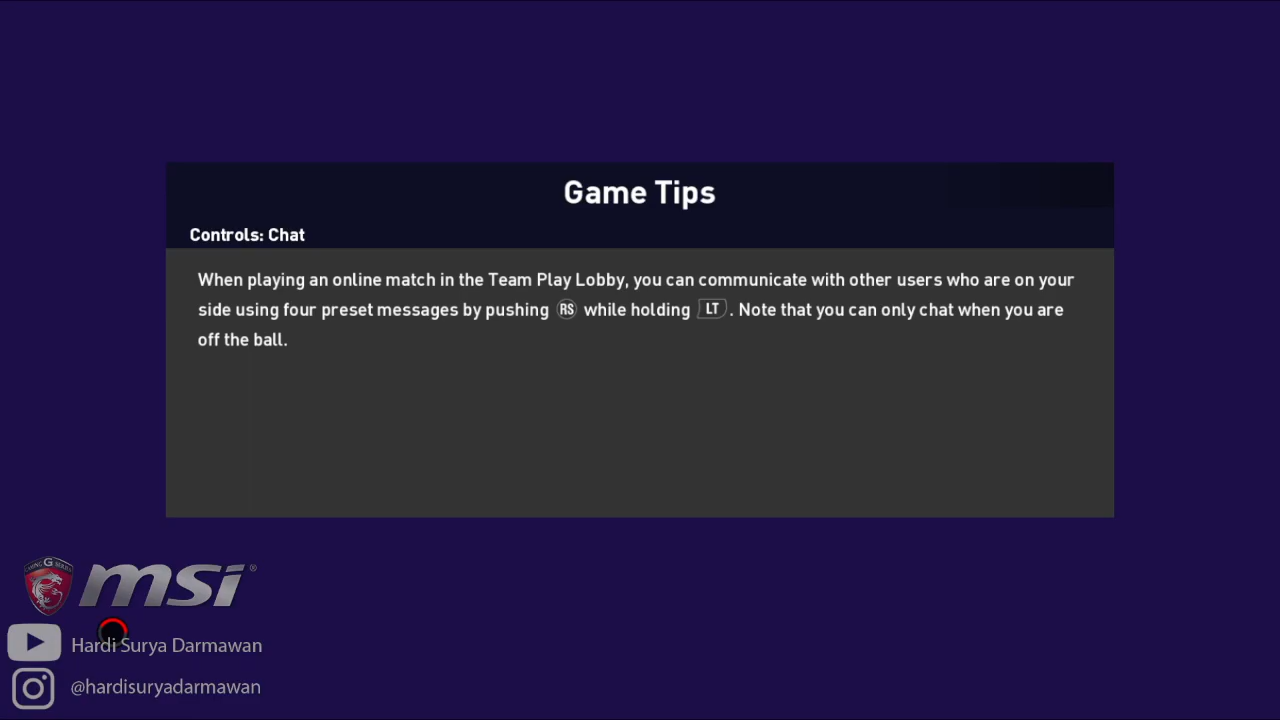 Game Tips
Controls: Chat
When playing an online match in the Team Play Lobby, you can communicate with other users who are on your
side using four preset messages by pushing RS while holding LT. Note that you can only chat when you are
off the ball.
GAMING G SERIES
msi®
Hardi Surya Darmawan
@hardisuryadarmawan